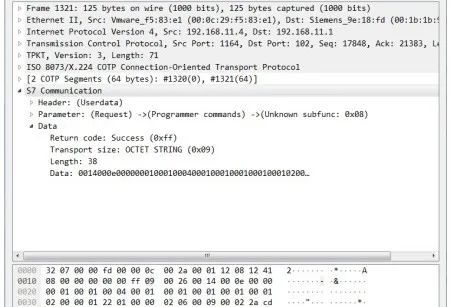 Frame 1321: 125 bytes on wire (1000 bits), 125 bytes captured (1000 bits)
Ethernet II, Src: Vmware_f5:83:e1 (00:0c:29:f5:83:e1), Dst: Siemens_9e:18:fd (00:1b:1b:9
Internet Protocol Version 4, Src: 192.168.11.4, Dst: 192.168.11.1
Transmission Control Protocol, Src Port: 1164, Dst Port: 102, Seq: 17848, Ack: 21383, Le
TPKT, Version: 3, Length: 71
ISO 8073/X.224 COTP Connection-Oriented Transport Protocol
[2 COTP Segments (64 bytes): #1320(0), #1321(64)]
S7 Communication
Header: (Userdata)
Parameter: (Request) ->(Programmer commands) ->(Unknown subfunc: 0x08)
Data
Return code: Success (0xff)
Transport size: OCTET STRING (0x09)
Length: 38
Data: 0014000e0000000100010004000100010001000100010200…
0000 32 07 00 00 fd 00 00 0c 00 2a 00 01 12 08 12 41 2....... .*.....A
0010 08 00 00 00 00 00 ff 09 00 26 00 14 00 0e 00 00 ........ .&......
0020 00 01 00 01 00 04 00 01 00 01 00 01 00 01 00 01 ........ ........
0030 02 00 00 01 22 01 00 00 02 06 00 09 00 02 2a cd ...."... ......*.